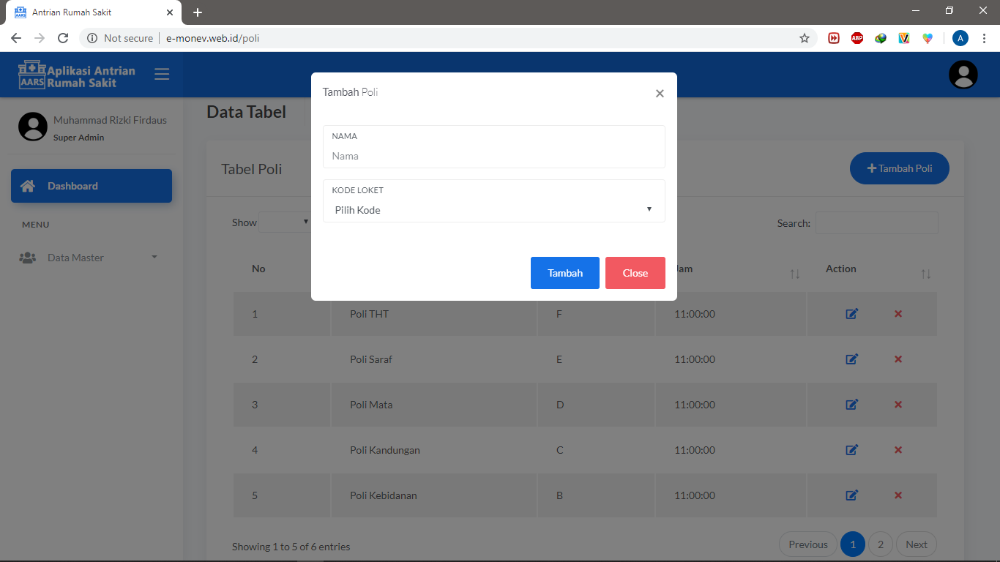 Antrian Rumah Sakit
Not secure
e-monev.web.id/poli
ABP
A
AARS
Aplikasi Antrian
Rumah Sakit
Muhammad Rizki Firdaus
Super Admin
Dashboard
MENU
Data Master
Data Tabel
Tabel Poli
Tambah Poli
Show
Search:
Tambah Poli
NAMA
Nama
KODE LOKET
Pilih Kode
Tambah
Close
No Jam Action
1 Poli THT F 11:00:00
2 Poli Saraf E 11:00:00
3 Poli Mata D 11:00:00
4 Poli Kandungan C 11:00:00
5 Poli Kebidanan B 11:00:00
Showing 1 to 5 of 6 entries
Previous 1 2 Next